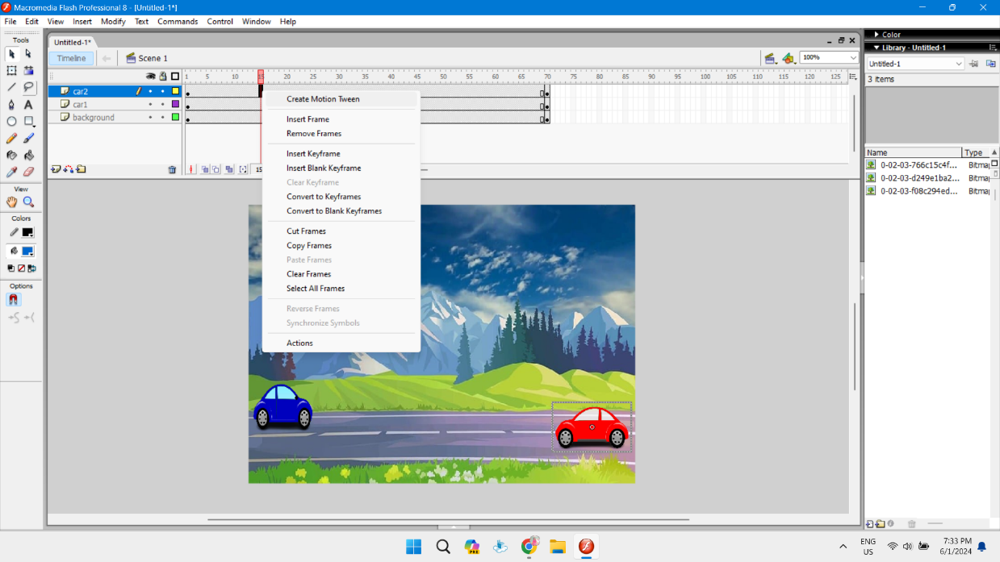 Macromedia Flash Professional 8 - [Untitled-1*]
File Edit View Insert Modify Text Commands Control Window Help
Tools
View
Colors
Options
Untitled-1*
Timeline
Scene 1
100%
1 5 10 15 20 25 30 35 40 45 50 55 60 65 70 75 80 85 90 95 100 105 110 115 120 125
car2
car1
background
15
Create Motion Tween
Insert Frame
Remove Frames
Insert Keyframe
Insert Blank Keyframe
Clear Keyframe
Convert to Keyframes
Convert to Blank Keyframes
Cut Frames
Copy Frames
Paste Frames
Clear Frames
Select All Frames
Reverse Frames
Synchronize Symbols
Actions
Color
Library - Untitled-1
Untitled-1
3 items
Name Type
0-02-03-766c15c4f... Bitma
0-02-03-d249e1ba2... Bitma
0-02-03-f08c294ed... Bitma
PRE
ENG
US
7:33 PM
6/1/2024